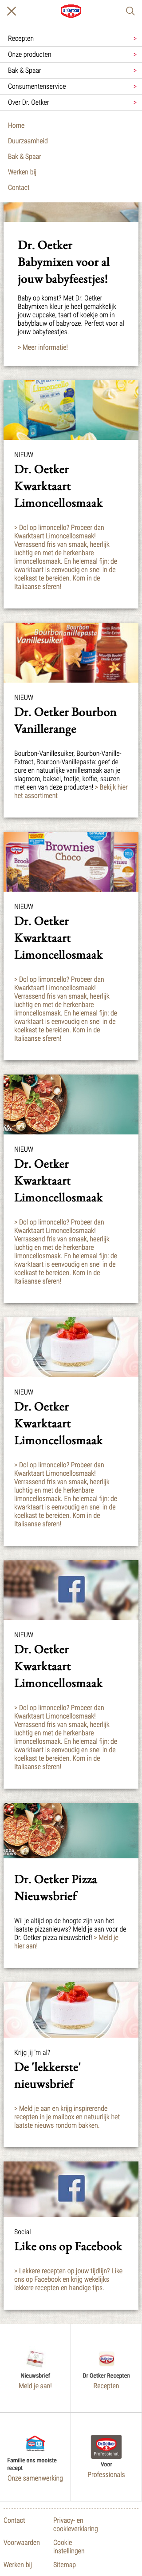 Dr.Oetker
Recepten >
Onze producten >
Bak & Spaar >
Consumentenservice >
Over Dr. Oetker >
Home
Duurzaamheid
Bak & Spaar
Werken bij
Contact
Dr. Oetker
Babymixen voor al
jouw babyfeestjes!
Baby op komst? Met Dr. Oetker
Babymixen kleur je heel gemakkelijk
jouw cupcake, taart of koekje om in
babyblauw of babyroze. Perfect voor al
jouw babyfeestjes.
> Meer informatie!
NIEUW
Dr. Oetker
Kwarktaart
Limoncellosmaak
> Dol op limoncello? Probeer dan
Kwarktaart Limoncellosmaak!
Verrassend fris van smaak, heerlijk
luchtig en met de herkenbare
limoncellosmaak. En helemaal fijn: de
kwarktaart is eenvoudig en snel in de
koelkast te bereiden. Kom in de
Italiaanse sferen!
Bourbon
Vanillesuiker
Bourbon
Vanillepasta
NIEUW
Dr. Oetker Bourbon
Vanillerange
Bourbon-Vanillesuiker, Bourbon-Vanille-
Extract, Bourbon-Vanillepasta: geef de
pure en natuurlijke vanillesmaak aan je
slagroom, baksel, toetje, koffie, sauzen
met een van deze producten! > Bekijk hier
het assortiment
Brownies
Choco
NIEUW
Dr. Oetker
Kwarktaart
Limoncellosmaak
> Dol op limoncello? Probeer dan
Kwarktaart Limoncellosmaak!
Verrassend fris van smaak, heerlijk
luchtig en met de herkenbare
limoncellosmaak. En helemaal fijn: de
kwarktaart is eenvoudig en snel in de
koelkast te bereiden. Kom in de
Italiaanse sferen!
NIEUW
Dr. Oetker
Kwarktaart
Limoncellosmaak
> Dol op limoncello? Probeer dan
Kwarktaart Limoncellosmaak!
Verrassend fris van smaak, heerlijk
luchtig en met de herkenbare
limoncellosmaak. En helemaal fijn: de
kwarktaart is eenvoudig en snel in de
koelkast te bereiden. Kom in de
Italiaanse sferen!
NIEUW
Dr. Oetker
Kwarktaart
Limoncellosmaak
> Dol op limoncello? Probeer dan
Kwarktaart Limoncellosmaak!
Verrassend fris van smaak, heerlijk
luchtig en met de herkenbare
limoncellosmaak. En helemaal fijn: de
kwarktaart is eenvoudig en snel in de
koelkast te bereiden. Kom in de
Italiaanse sferen!
NIEUW
Dr. Oetker
Kwarktaart
Limoncellosmaak
> Dol op limoncello? Probeer dan
Kwarktaart Limoncellosmaak!
Verrassend fris van smaak, heerlijk
luchtig en met de herkenbare
limoncellosmaak. En helemaal fijn: de
kwarktaart is eenvoudig en snel in de
koelkast te bereiden. Kom in de
Italiaanse sferen!
Dr. Oetker Pizza
Nieuwsbrief
Wil je altijd op de hoogte zijn van het
laatste pizzanieuws? Meld je aan voor de
Dr. Oetker pizza nieuwsbrief! > Meld je
hier aan!
Krijg jij 'm al?
De 'lekkerste'
nieuwsbrief
> Meld je aan en krijg inspirerende
recepten in je mailbox en natuurlijk het
laatste nieuws rondom bakken.
Social
Like ons op Facebook
> Lekkere recepten op jouw tijdlijn? Like
ons op Facebook en krijg wekelijks
lekkere recepten en handige tips.
Nieuwsbrief
Meld je aan!
Dr Oetker Recepten
Recepten
Familie ons mooiste
recept
Onze samenwerking
Professional
Voor
Professionals
Contact
Privacy- en
cookieverklaring
Voorwaarden
Cookie
instellingen
Werken bij
Sitemap